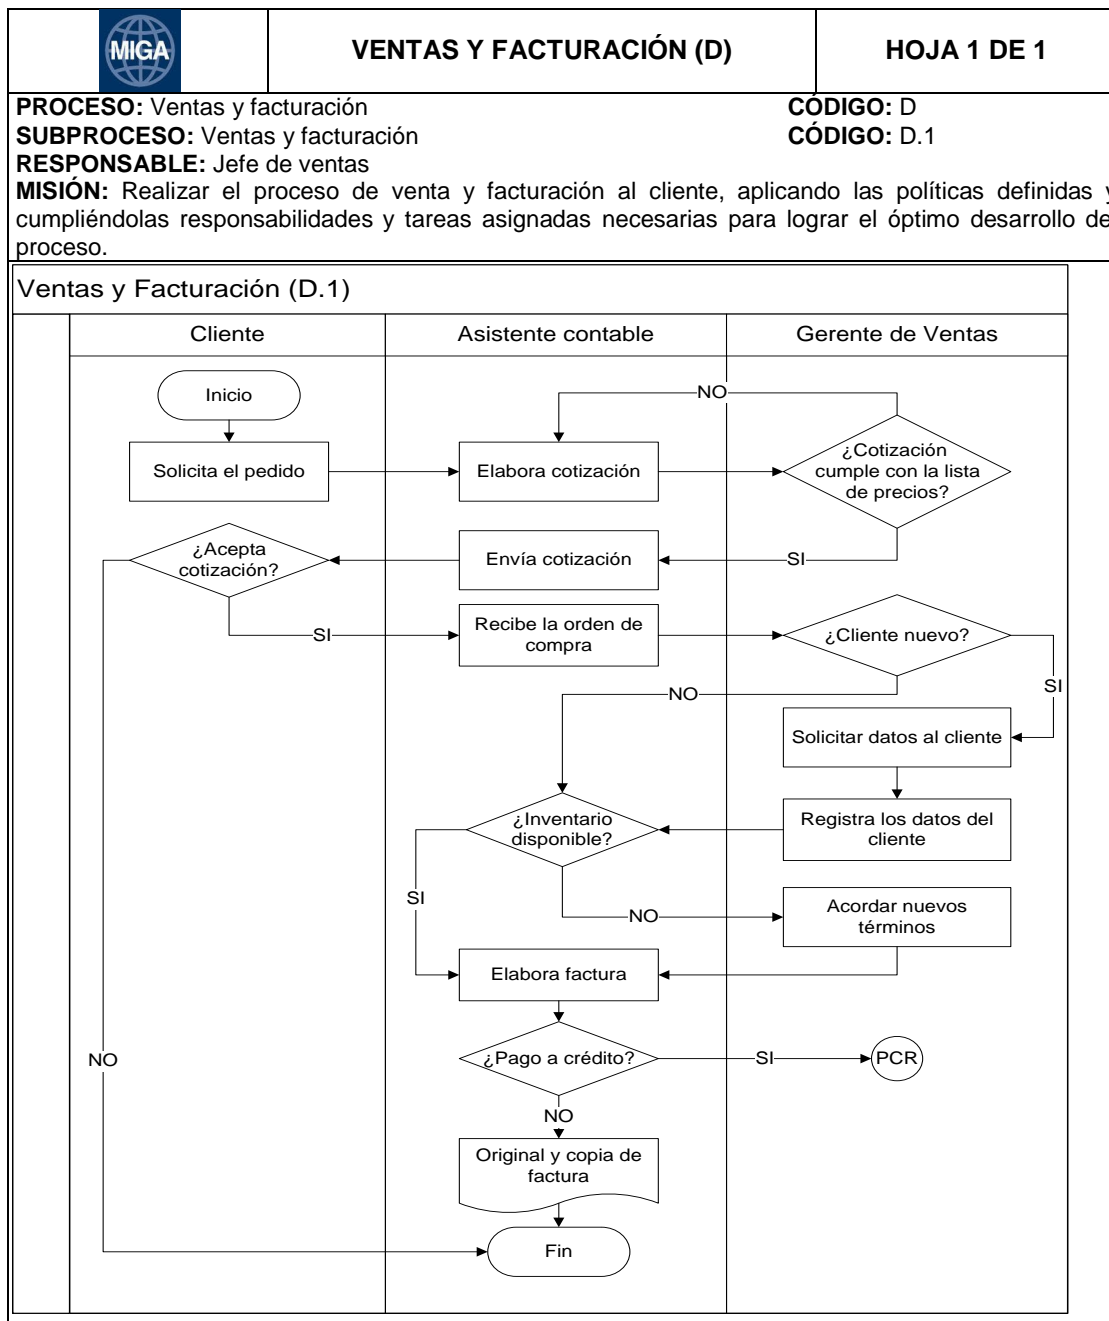 MIGA
VENTAS Y FACTURACIÓN (D)
HOJA 1 DE 1
PROCESO: Ventas y facturación
CÓDIGO: D
SUBPROCESO: Ventas y facturación
CÓDIGO: D.1
RESPONSABLE: Jefe de ventas
MISIÓN: Realizar el proceso de venta y facturación al cliente, aplicando las políticas definidas y
cumpliéndolas responsabilidades y tareas asignadas necesarias para lograr el óptimo desarrollo de
proceso.
Ventas y Facturación (D.1)
Cliente
Asistente contable
Gerente de Ventas
Inicio
NO
Solicita el pedido
Elabora cotización
¿Cotización
cumple con la lista
de precios?
¿Acepta
cotización?
Envía cotización
SI
SI
Recibe la orden de
compra
¿Cliente nuevo?
NO
SI
Solicitar datos al cliente
¿Inventario
disponible?
Registra los datos del
cliente
SI
NO
Acordar nuevos
términos
Elabora factura
NO
¿Pago a crédito?
SI
PCR
NO
Original y copia de
factura
Fin